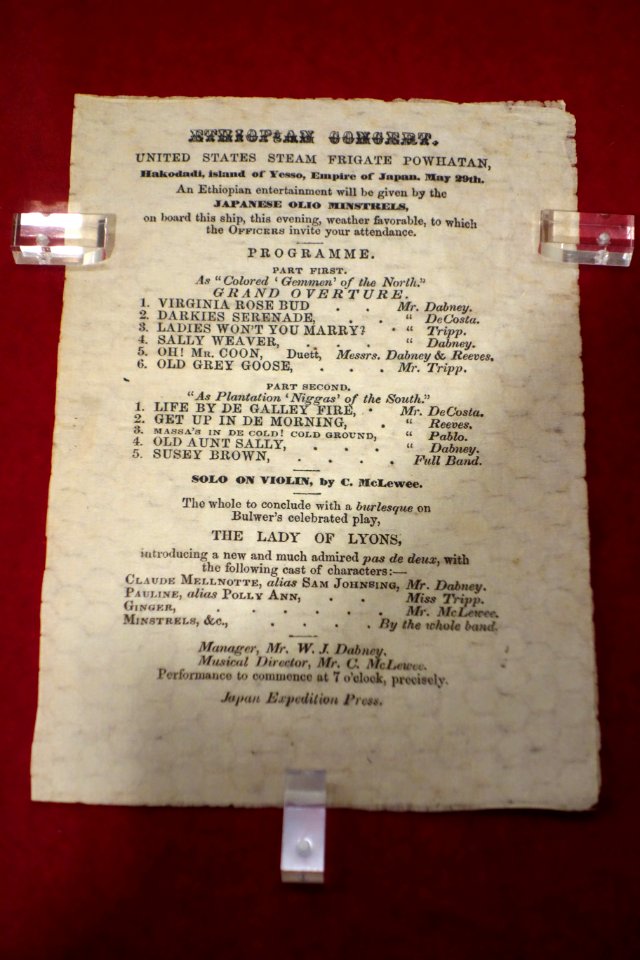 ETHIOPIAN CONCERT.
UNITED STATES STEAM FRIGATE POWHATAN,
Hakodadi, island of Yesso, Empire of Japan. May 29th.
An Ethiopian entertainment will be given by the
JAPANESE OLIO MINSTRELS,
on board this ship, this evening, weather favorable, to which
the OFFICERS invite your attendance.
PROGRAMME.
PART FIRST.
As "Colored 'Gemmen' of the North."
GRAND OVERTURE.
1. VIRGINIA ROSE BUD . . Mr. Dabney.
2. DARKIES SERENADE, . . " DeCosta.
3. LADIES WON'T YOU MARRY? " Tripp.
4. SALLY WEAVER, . . . " Dabney.
5. OH! MR. COON, Duett, Messrs. Dabney & Reeves.
6. OLD GREY GOOSE, . . . Mr. Tripp.
PART SECOND.
"As Plantation 'Niggas' of the South."
1. LIFE BY DE GALLEY FIRE, . Mr. DeCosta.
2. GET UP IN DE MORNING, . " Reeves.
3. MASSA'S IN DE COLD! COLD GROUND, " Pablo.
4. OLD AUNT SALLY, . . . " Dabney.
5. SUSEY BROWN, . . . . Full Band.
SOLO ON VIOLIN, by C. McLewee.
The whole to conclude with a burlesque on
Bulwer's celebrated play,
THE LADY OF LYONS,
introducing a new and much admired pas de deux, with
the following cast of characters:—
CLAUDE MELLNOTTE, alias SAM JOHNSING, Mr. Dabney.
PAULINE, alias POLLY ANN, . . Miss Tripp.
GINGER, . . . . . . Mr. McLewee.
MINSTRELS, &c., . . . . By the whole band.
Manager, Mr. W. J. Dabney.
Musical Director, Mr. C. McLewee.
Performance to commence at 7 o'clock, precisely.
Japan Expedition Press.